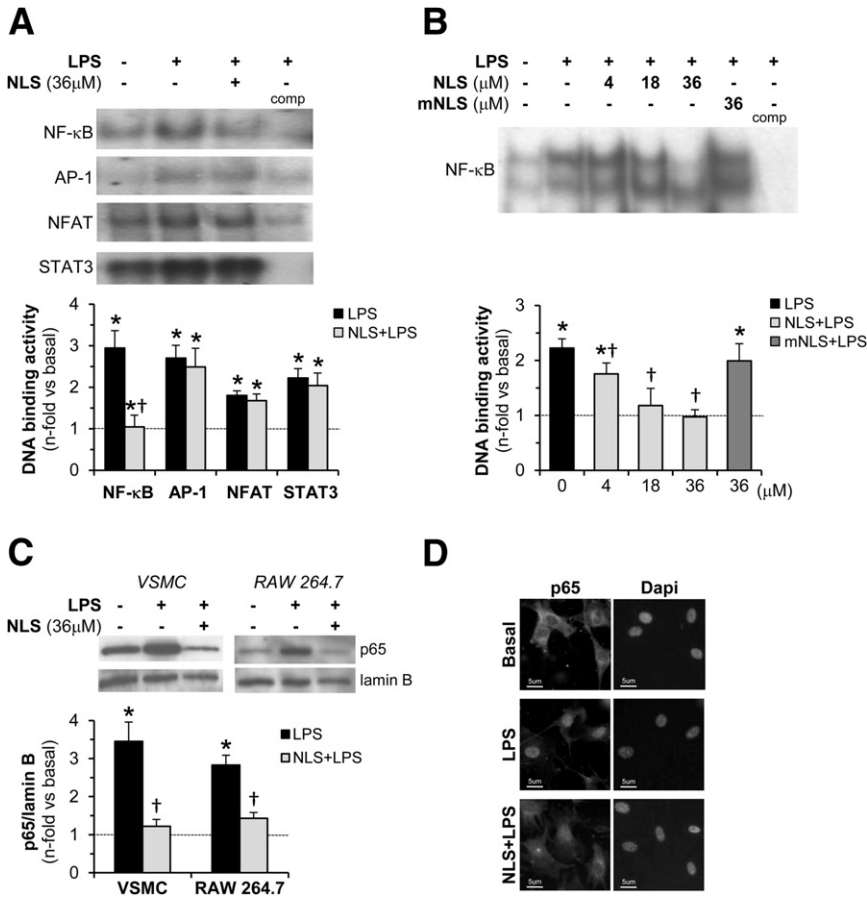 A
LPS - + + +
NLS (36μM) - - + -
comp
NF-κB
AP-1
NFAT
STAT3
DNA binding activity
(n-fold vs basal)
4
3
2
1
0
* *† * * * * * *
LPS
NLS+LPS
NF-κB AP-1 NFAT STAT3
B
LPS - + + + + + +
NLS (μM) - - 4 18 36 - -
mNLS (μM) - - - - - 36 -
comp
NF-κB
DNA binding activity
(n-fold vs basal)
3
2
1
0
* *† † † *
LPS
NLS+LPS
mNLS+LPS
0 4 18 36 36 (μM)
C
VSMC RAW 264.7
LPS - + + - + +
NLS (36μM) - - + - - +
p65
lamin B
p65/lamin B
(n-fold vs basal)
4
3
2
1
0
* † * †
LPS
NLS+LPS
VSMC RAW 264.7
D
p65 Dapi
Basal
5um 5um
LPS
5um 5um
NLS+LPS
5um 5um